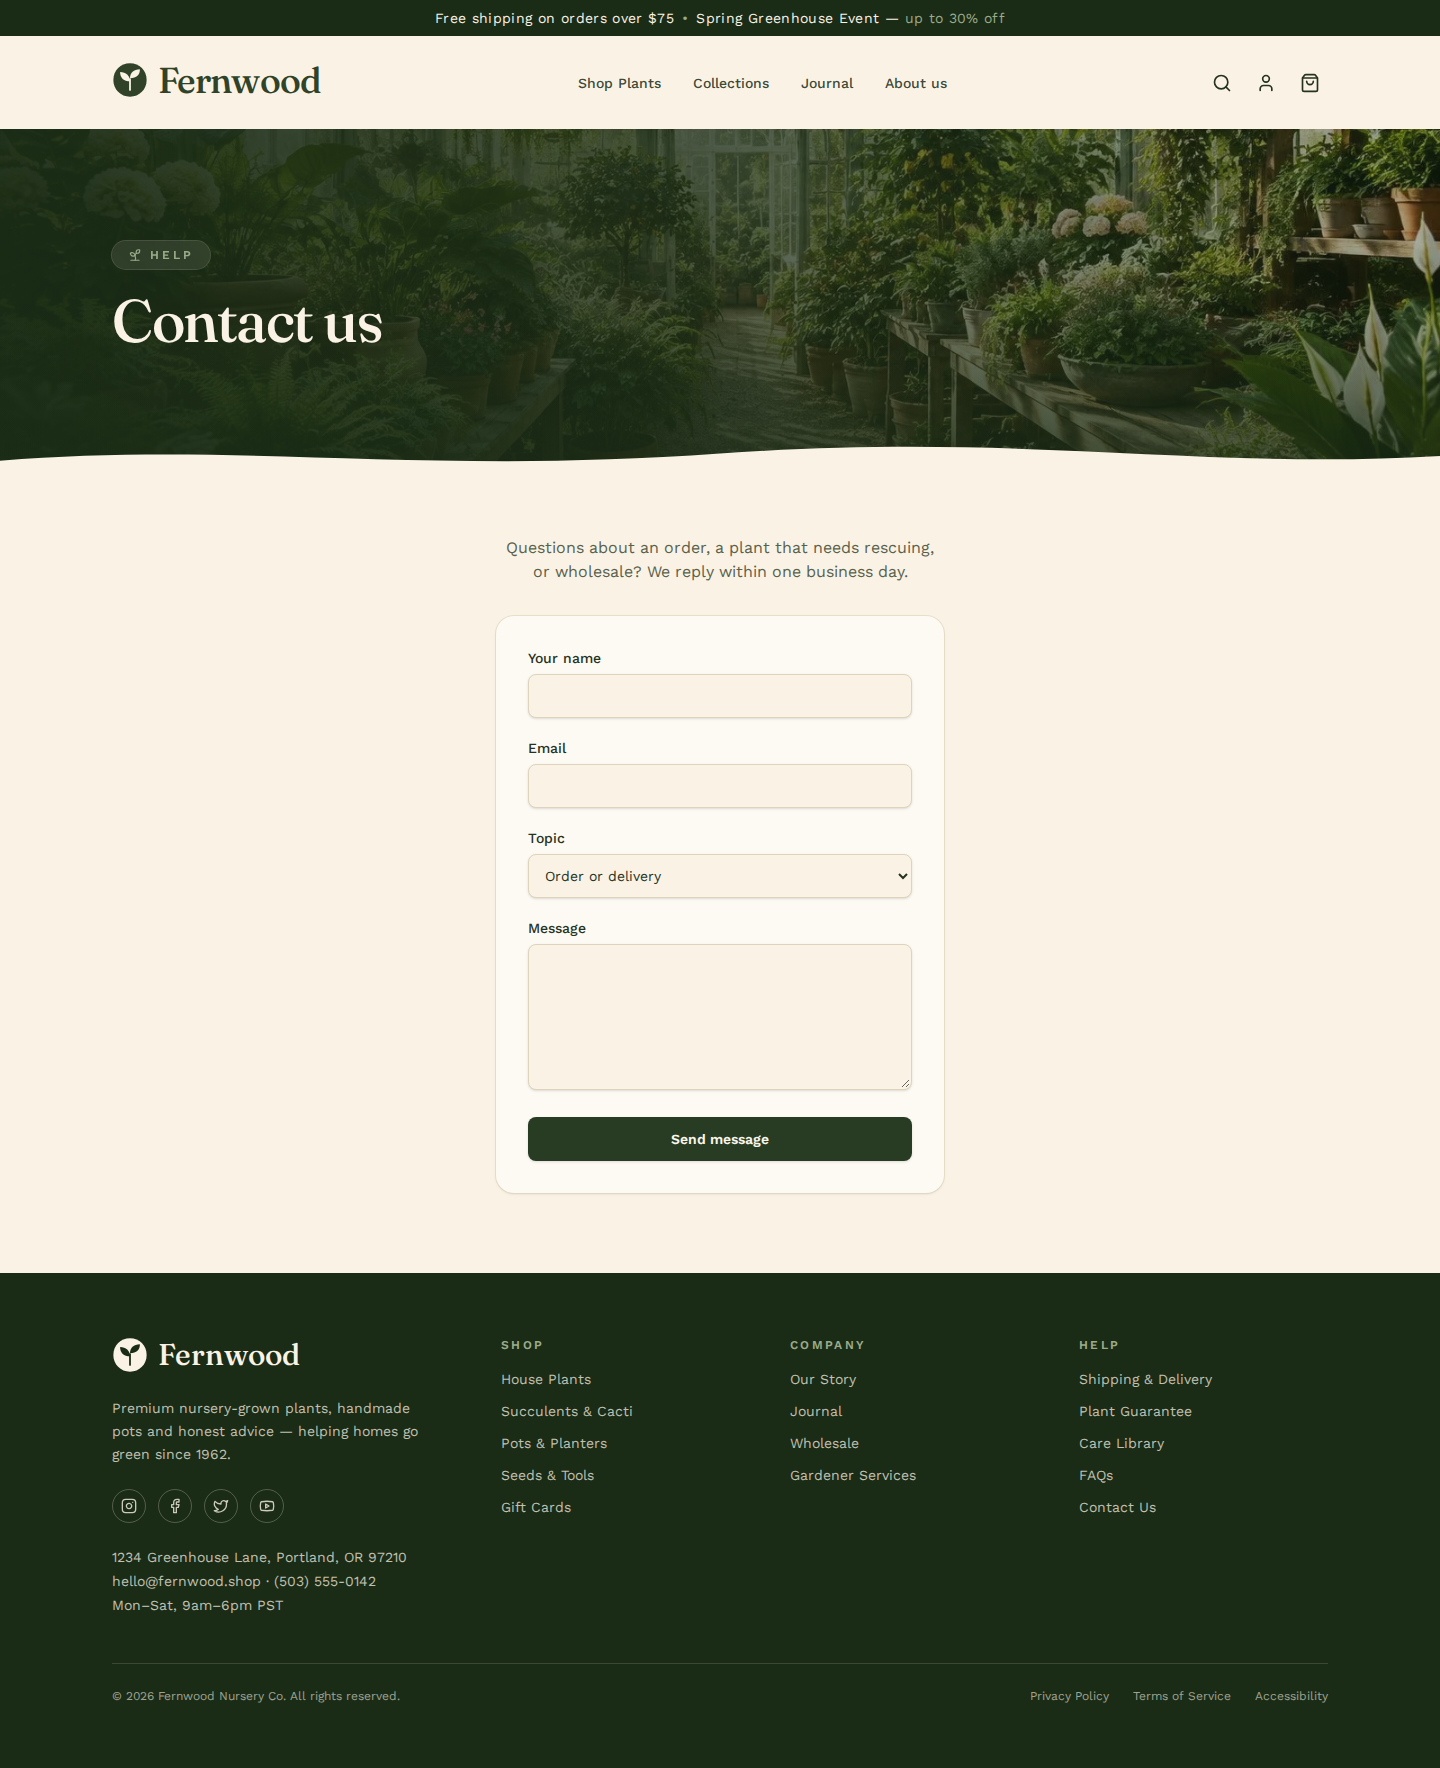 Free shipping on orders over $75 • Spring Greenhouse Event — up to 30% off
Fernwood
Shop Plants
Collections
Journal
About us
HELP
Contact us
Questions about an order, a plant that needs rescuing,
or wholesale? We reply within one business day.
Your name
Email
Topic
Order or delivery
Message
Send message
Fernwood
Premium nursery-grown plants, handmade
pots and honest advice — helping homes go
green since 1962.
1234 Greenhouse Lane, Portland, OR 97210
hello@fernwood.shop · (503) 555-0142
Mon–Sat, 9am–6pm PST
SHOP
House Plants
Succulents & Cacti
Pots & Planters
Seeds & Tools
Gift Cards
COMPANY
Our Story
Journal
Wholesale
Gardener Services
HELP
Shipping & Delivery
Plant Guarantee
Care Library
FAQs
Contact Us
© 2026 Fernwood Nursery Co. All rights reserved.
Privacy Policy
Terms of Service
Accessibility